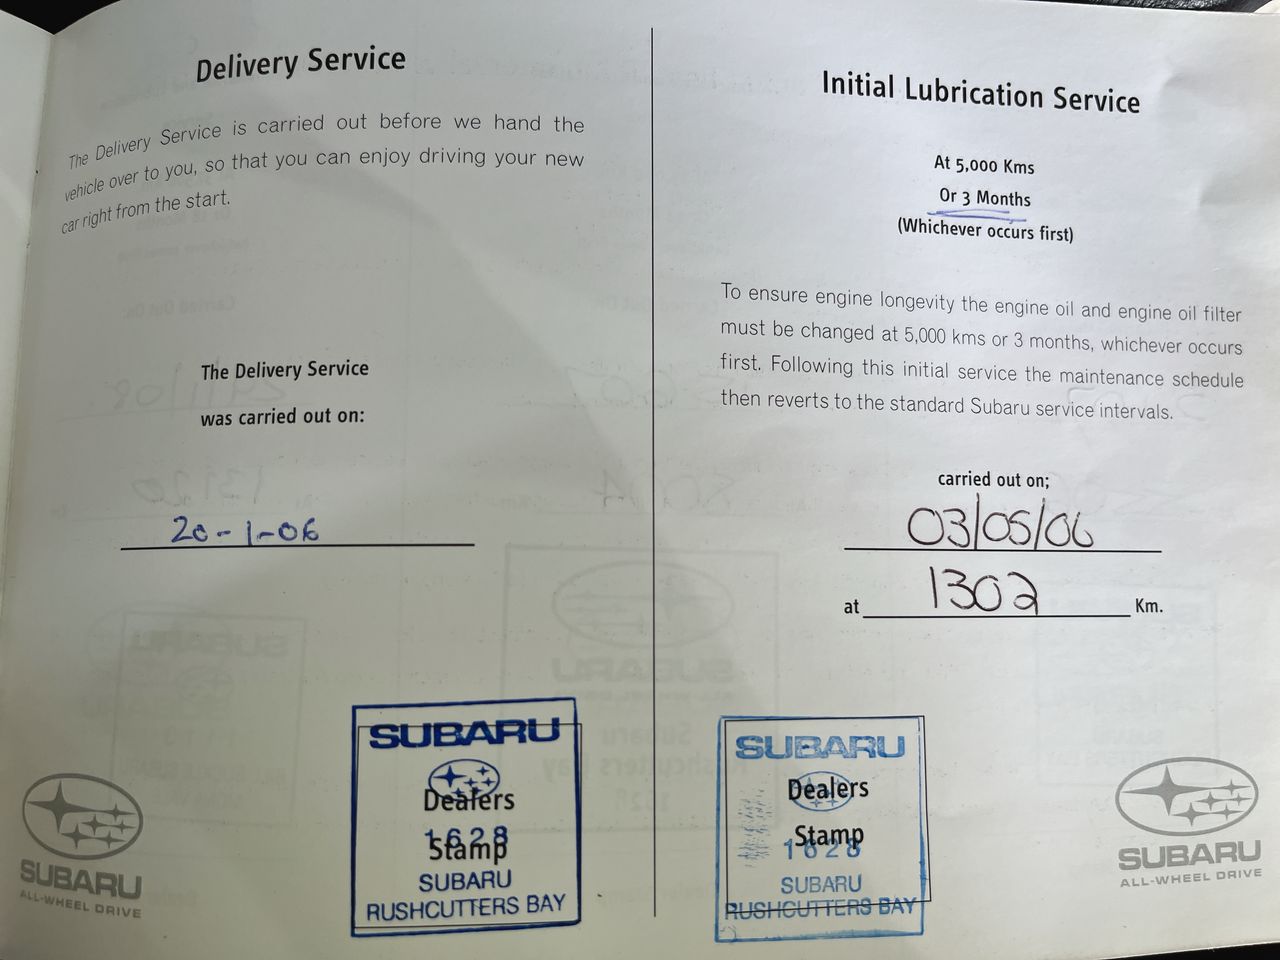 Delivery Service
The Delivery Service is carried out before we hand the
vehicle over to you, so that you can enjoy driving your new
car right from the start.
The Delivery Service
was carried out on:
20-1-06
SUBARU
Dealers
1628
Stamp
SUBARU
RUSHCUTTERS BAY
SUBARU
ALL-WHEEL DRIVE
Initial Lubrication Service
At 5,000 Kms
Or 3 Months
(Whichever occurs first)
To ensure engine longevity the engine oil and engine oil filter
must be changed at 5,000 kms or 3 months, whichever occurs
first. Following this initial service the maintenance schedule
then reverts to the standard Subaru service intervals.
carried out on;
03/05/06
at 1302 Km.
SUBARU
Dealers
Stamp
1628
SUBARU
RUSHCUTTERS BAY
SUBARU
ALL-WHEEL DRIVE